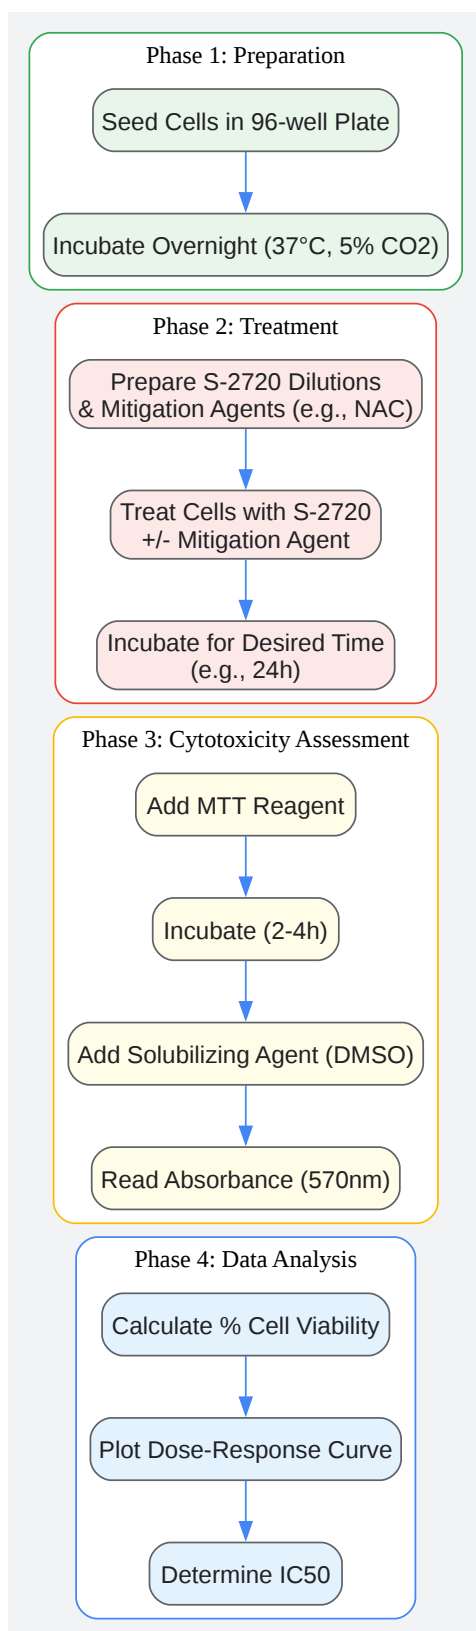 Phase 1: Preparation
Seed Cells in 96-well Plate
Incubate Overnight (37°C, 5% CO2)
Phase 2: Treatment
Prepare S-2720 Dilutions
& Mitigation Agents (e.g., NAC)
Treat Cells with S-2720
+/- Mitigation Agent
Incubate for Desired Time
(e.g., 24h)
Phase 3: Cytotoxicity Assessment
Add MTT Reagent
Incubate (2-4h)
Add Solubilizing Agent (DMSO)
Read Absorbance (570nm)
Phase 4: Data Analysis
Calculate % Cell Viability
Plot Dose-Response Curve
Determine IC50